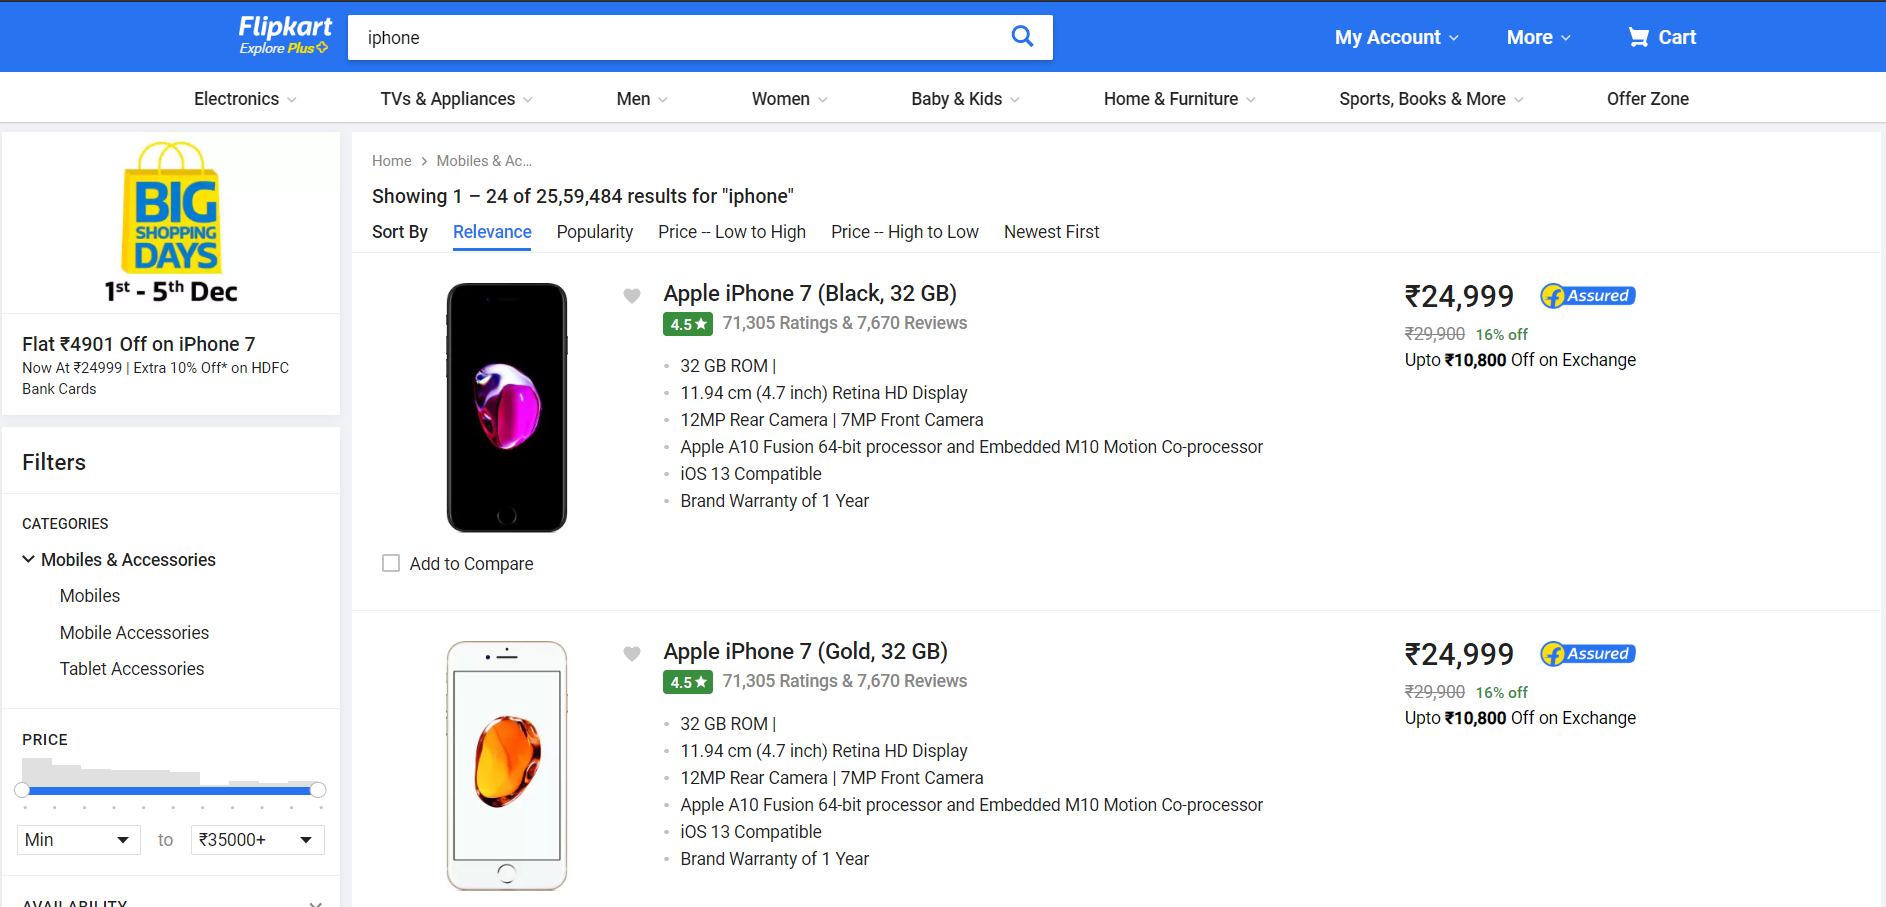 Flipkart
Explore Plus
iphone
My Account
More
Cart
Electronics
TVs & Appliances
Men
Women
Baby & Kids
Home & Furniture
Sports, Books & More
Offer Zone
BIG
SHOPPING
DAYS
1st - 5th Dec
Flat ₹4901 Off on iPhone 7
Now At ₹24999 | Extra 10% Off* on HDFC
Bank Cards
Filters
CATEGORIES
Mobiles & Accessories
Mobiles
Mobile Accessories
Tablet Accessories
PRICE
Min to ₹35000+
AVAILABILITY
Home > Mobiles & Ac...
Showing 1 – 24 of 25,59,484 results for "iphone"
Sort By Relevance Popularity Price -- Low to High Price -- High to Low Newest First
Apple iPhone 7 (Black, 32 GB)
4.5★ 71,305 Ratings & 7,670 Reviews
32 GB ROM |
11.94 cm (4.7 inch) Retina HD Display
12MP Rear Camera | 7MP Front Camera
Apple A10 Fusion 64-bit processor and Embedded M10 Motion Co-processor
iOS 13 Compatible
Brand Warranty of 1 Year
₹24,999 Assured
₹29,900 16% off
Upto ₹10,800 Off on Exchange
Add to Compare
Apple iPhone 7 (Gold, 32 GB)
4.5★ 71,305 Ratings & 7,670 Reviews
32 GB ROM |
11.94 cm (4.7 inch) Retina HD Display
12MP Rear Camera | 7MP Front Camera
Apple A10 Fusion 64-bit processor and Embedded M10 Motion Co-processor
iOS 13 Compatible
Brand Warranty of 1 Year
₹24,999 Assured
₹29,900 16% off
Upto ₹10,800 Off on Exchange